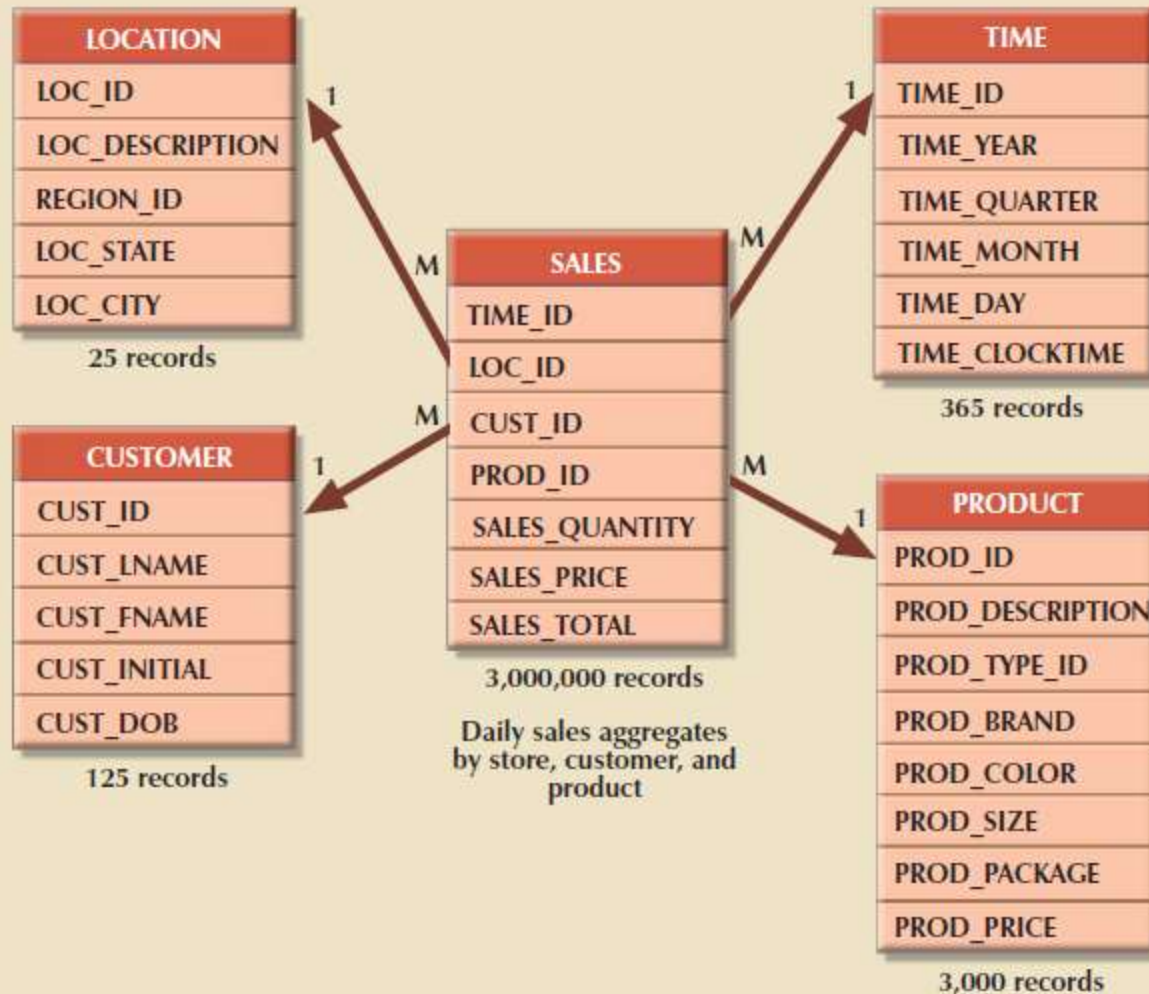 LOCATION
LOC_ID
LOC_DESCRIPTION
REGION_ID
LOC_STATE
LOC_CITY
25 records
1
M
TIME
TIME_ID
TIME_YEAR
TIME_QUARTER
TIME_MONTH
TIME_DAY
TIME_CLOCKTIME
365 records
1
M
SALES
TIME_ID
LOC_ID
CUST_ID
PROD_ID
SALES_QUANTITY
SALES_PRICE
SALES_TOTAL
3,000,000 records
Daily sales aggregates
by store, customer, and
product
CUSTOMER
CUST_ID
CUST_LNAME
CUST_FNAME
CUST_INITIAL
CUST_DOB
125 records
1
M
PRODUCT
PROD_ID
PROD_DESCRIPTION
PROD_TYPE_ID
PROD_BRAND
PROD_COLOR
PROD_SIZE
PROD_PACKAGE
PROD_PRICE
3,000 records
M
1